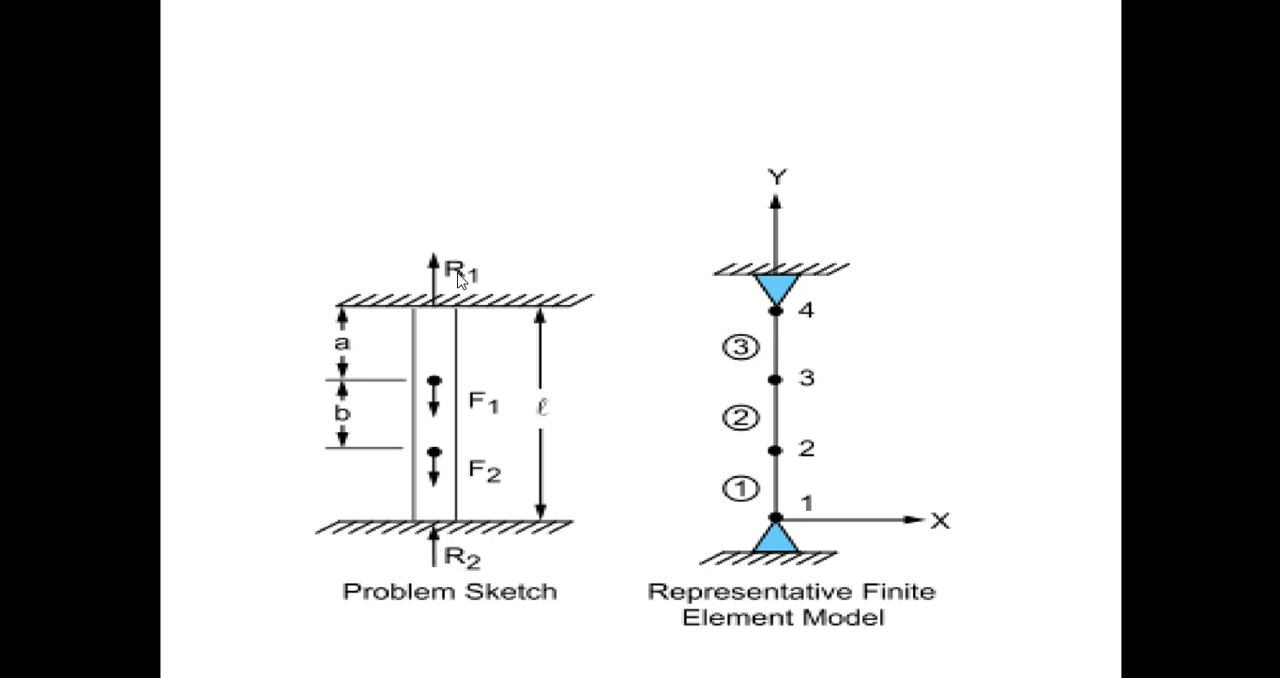 R1
a
F1
b
ℓ
F2
R2
Problem Sketch
Y
4
3
3
2
2
1
1
X
Representative Finite
Element Model